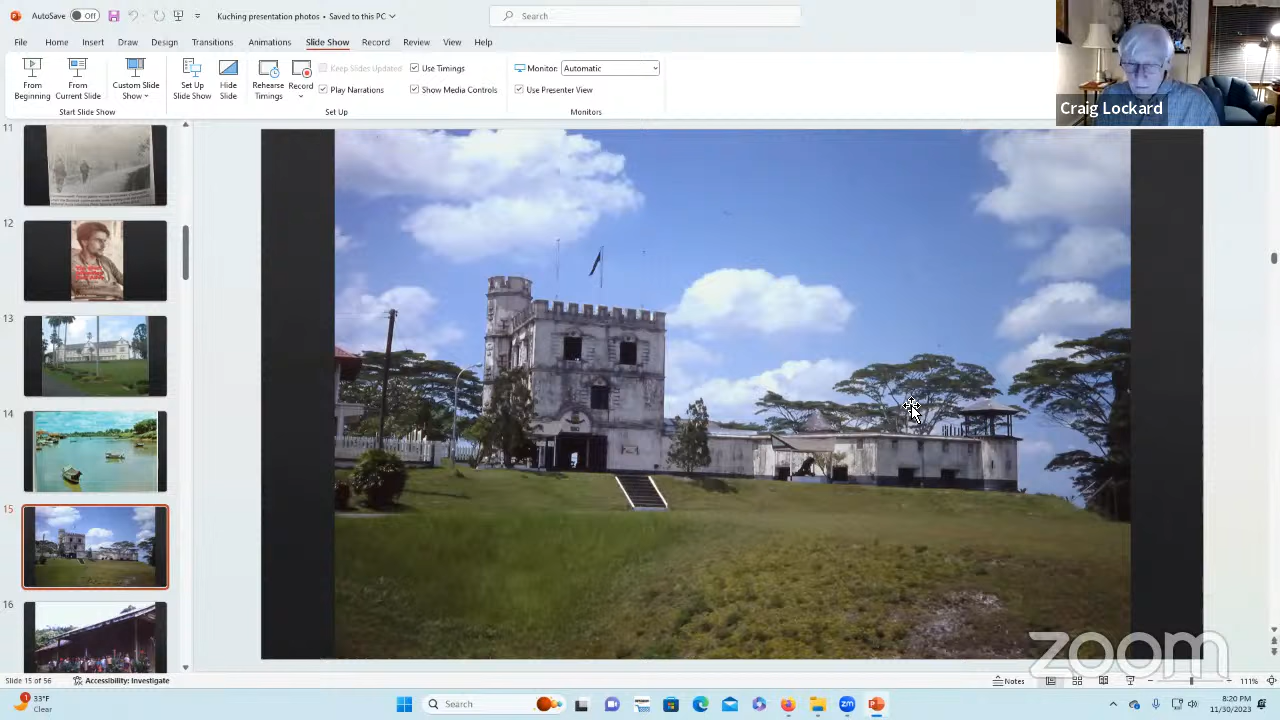 AutoSave Off Kuching presentation photos • Saved to this PC Search
File Home Insert Draw Design Transitions Animations Slide Show Record Review View Help
From Beginning
From Current Slide
Custom Slide Show
Start Slide Show
Set Up Slide Show
Hide Slide
Rehearse Timings
Record
Keep Slides Updated
Play Narrations
Use Timings
Show Media Controls
Set Up
Monitor: Automatic
Use Presenter View
Monitors
Craig Lockard
11
12
13
14
15
16
zoom
Slide 15 of 56 Accessibility: Investigate Notes 111%
1
33°F
Clear
Search
zm
8:20 PM
11/30/2023